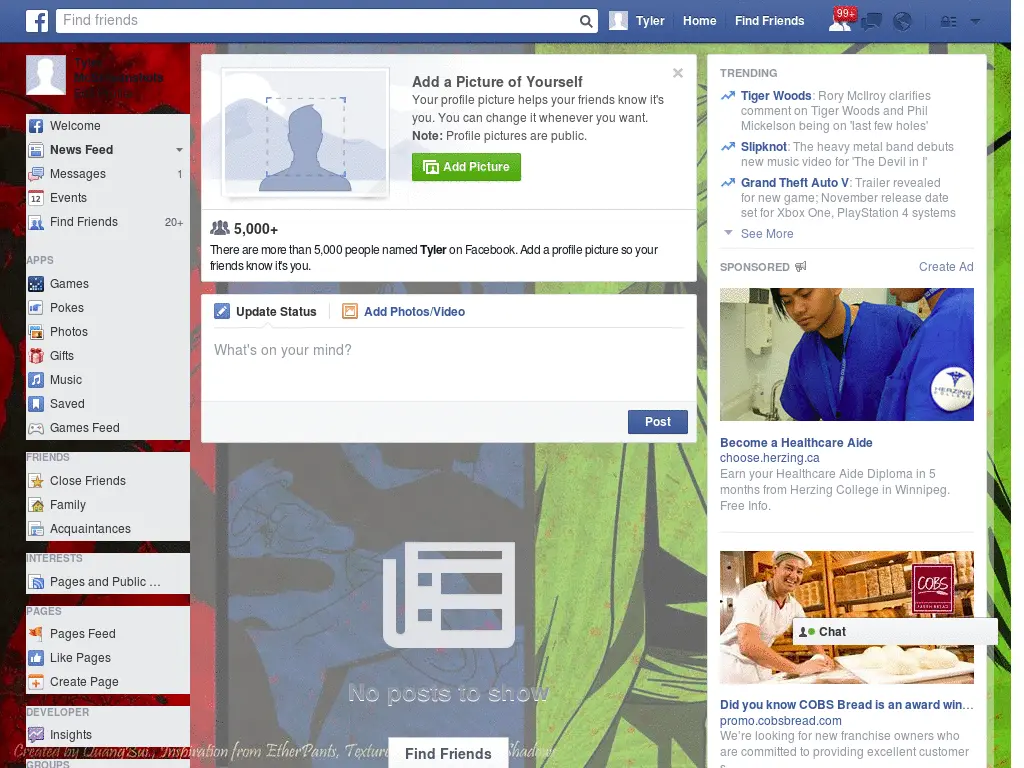 Find friends
Tyler
Home
Find Friends
99+
Tyler
Welcome
News Feed
Messages 1
12 Events
Find Friends 20+
APPS
Games
Pokes
Photos
Gifts
Music
Saved
Games Feed
FRIENDS
Close Friends
Family
Acquaintances
INTERESTS
Pages and Public ...
PAGES
Pages Feed
Like Pages
Create Page
DEVELOPER
Insights
GROUPS
Add a Picture of Yourself
Your profile picture helps your friends know it's
you. You can change it whenever you want.
Note: Profile pictures are public.
Add Picture
5,000+
There are more than 5,000 people named Tyler on Facebook. Add a profile picture so your
friends know it's you.
Update Status
Add Photos/Video
What's on your mind?
Post
No posts to show
Find Friends
Created by QuangBui., Inspiration from EtherPants, Texture Shadows
TRENDING
Tiger Woods: Rory McIlroy clarifies
comment on Tiger Woods and Phil
Mickelson being on 'last few holes'
Slipknot: The heavy metal band debuts
new music video for 'The Devil in I'
Grand Theft Auto V: Trailer revealed
for new game; November release date
set for Xbox One, PlayStation 4 systems
See More
SPONSORED
Create Ad
HERZING
COLLEGE
Become a Healthcare Aide
choose.herzing.ca
Earn your Healthcare Aide Diploma in 5
months from Herzing College in Winnipeg.
Free Info.
COBS
BREAD
Chat
Did you know COBS Bread is an award win...
promo.cobsbread.com
We're looking for new franchise owners who
are committed to providing excellent customer